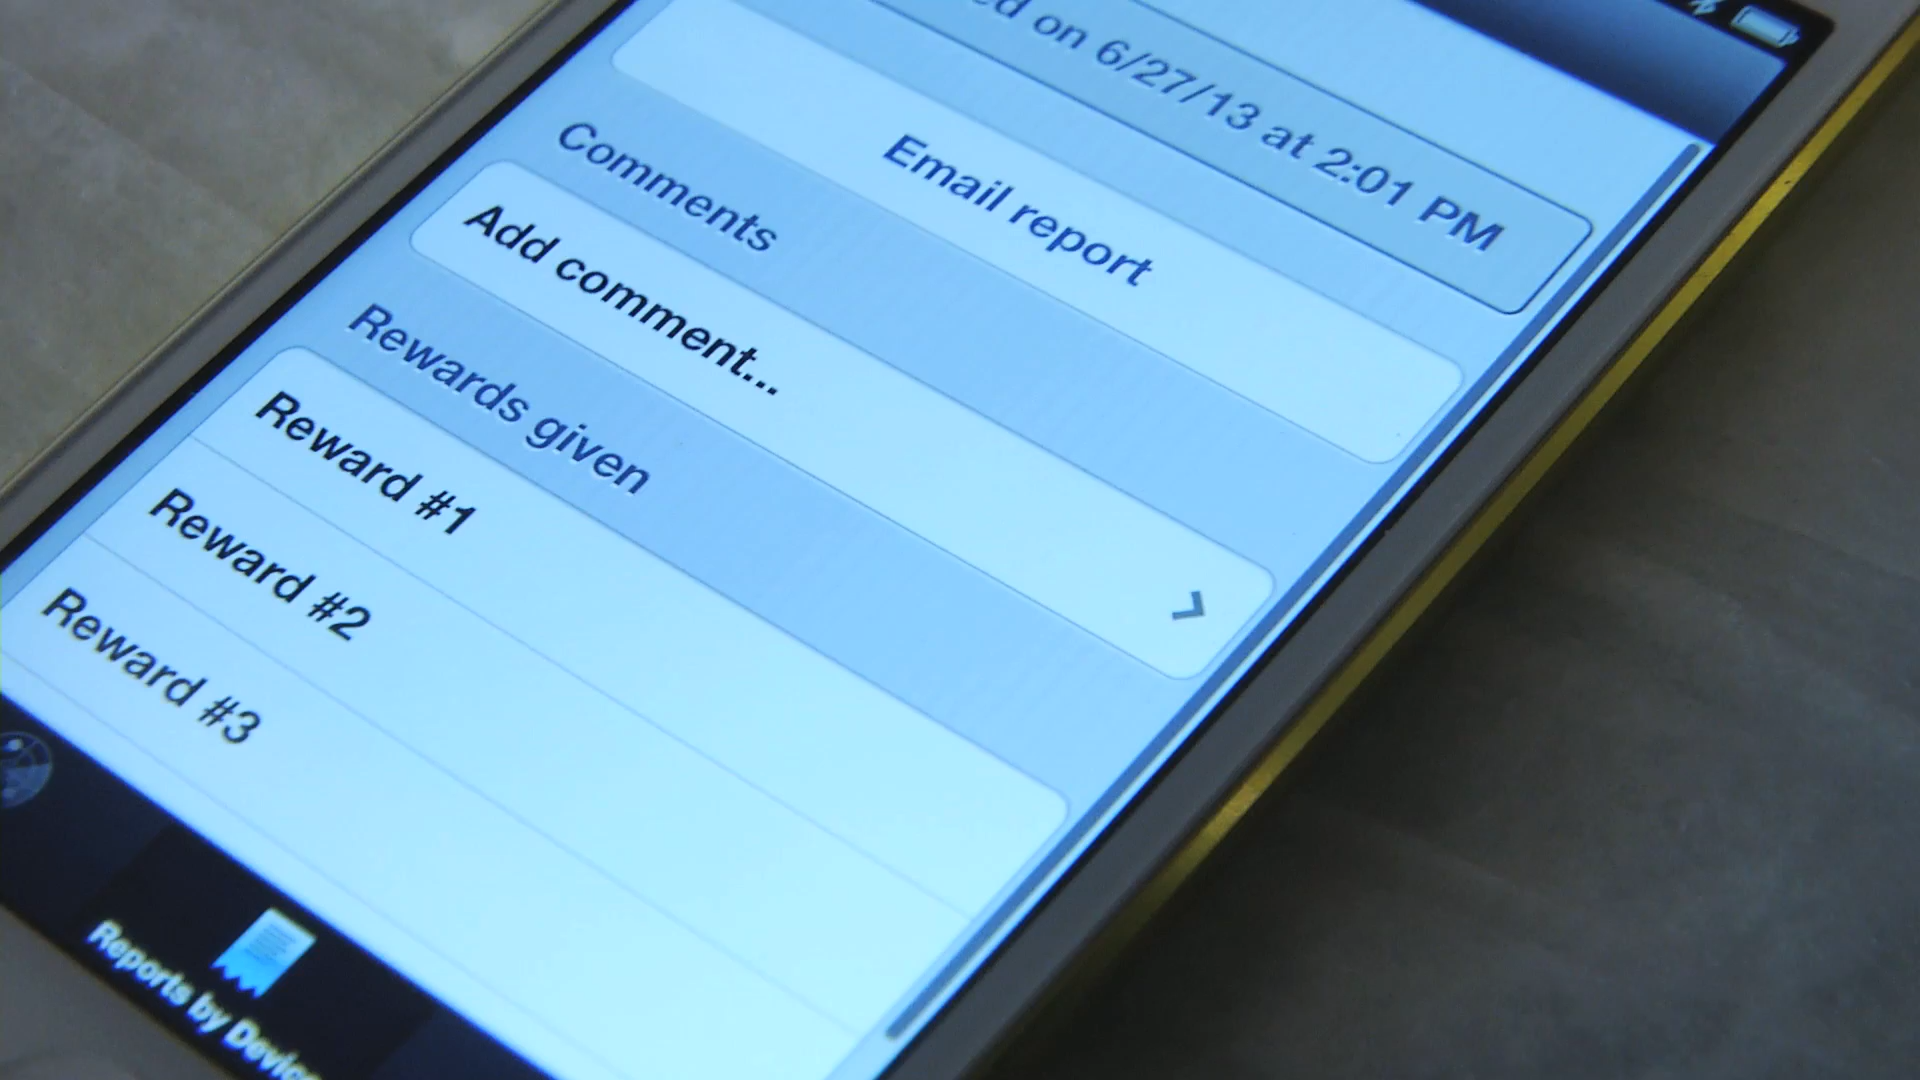 on 6/27/13 at 2:01 PM
Email report
Comments
Add comment...
Rewards given
Reward #1
Reward #2
Reward #3
Reports by